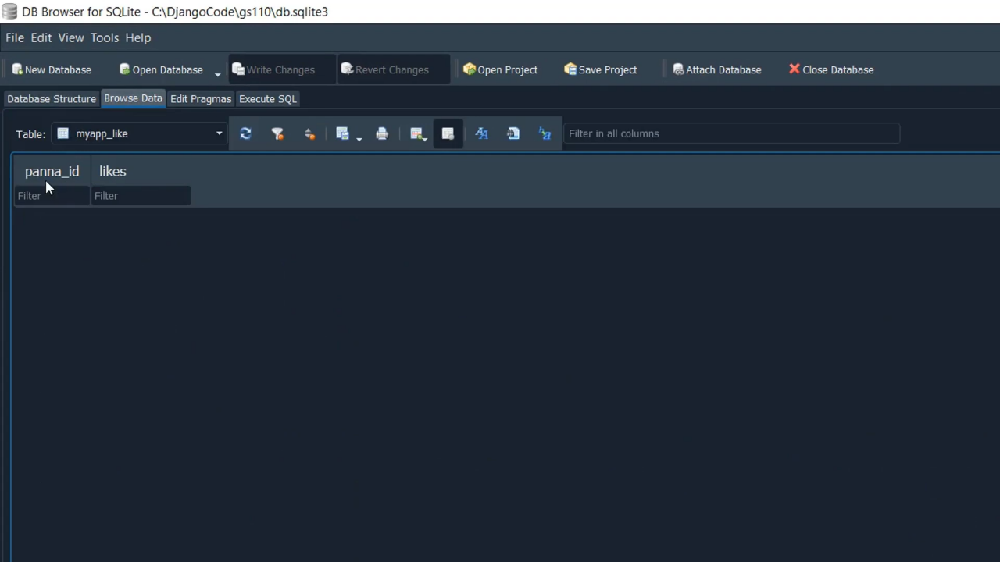 DB Browser for SQLite - C:\DjangoCode\gs110\db.sqlite3
File Edit View Tools Help
New Database Open Database Write Changes Revert Changes Open Project Save Project Attach Database Close Database
Database Structure Browse Data Edit Pragmas Execute SQL
Table: myapp_like Filter in all columns
panna_id likes
Filter Filter